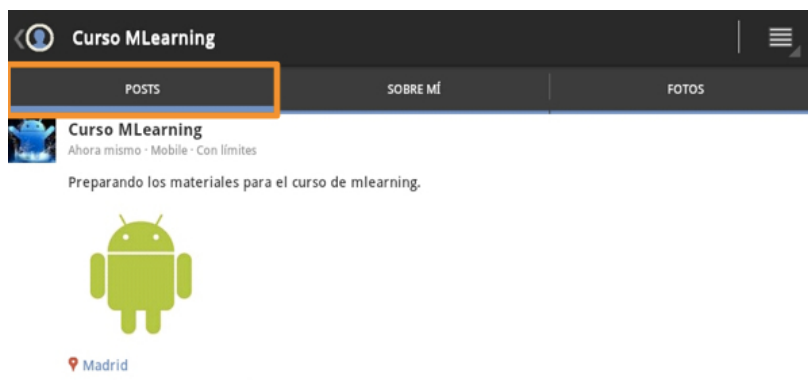 Curso MLearning
POSTS SOBRE MÍ FOTOS
Curso MLearning
Ahora mismo · Mobile · Con límites
Preparando los materiales para el curso de mlearning.
Madrid